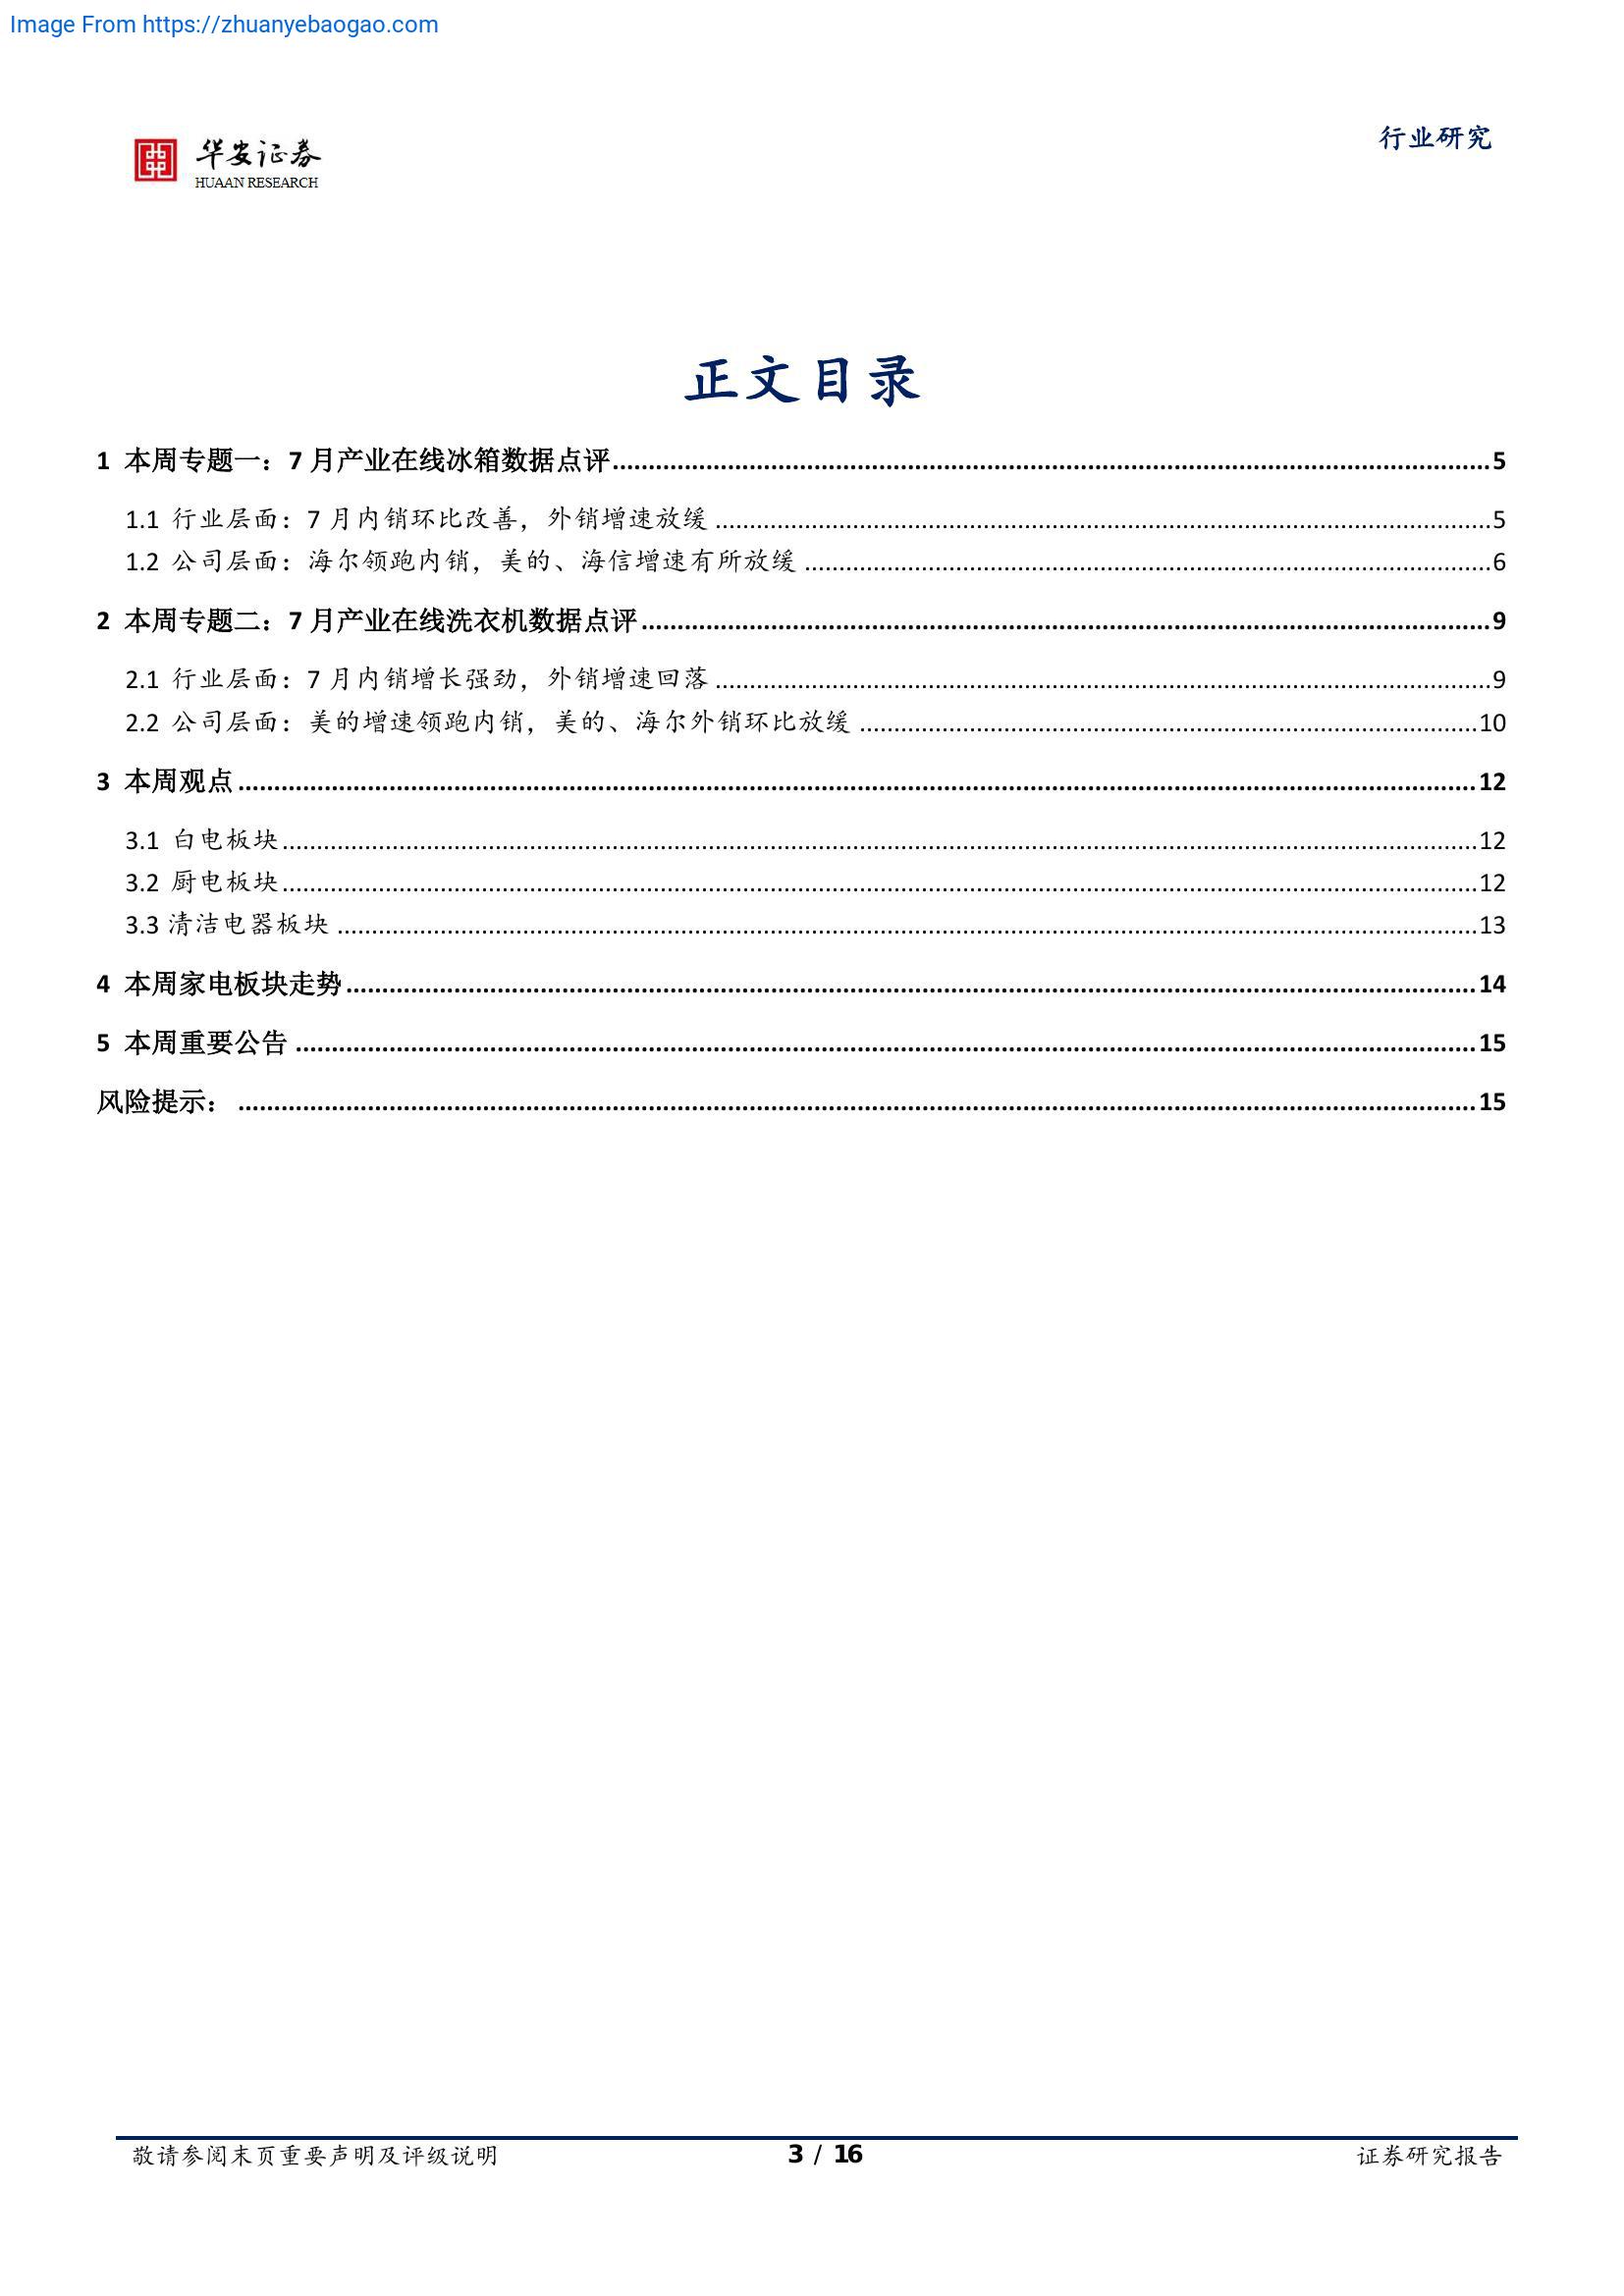 Image From https://zhuanyebaogao.com
华安证券
HUAAN RESEARCH
行业研究
正文目录
1 本周专题一：7 月产业在线冰箱数据点评 5
1.1 行业层面：7 月内销环比改善，外销增速放缓 5
1.2 公司层面：海尔领跑内销，美的、海信增速有所放缓 6
2 本周专题二：7 月产业在线洗衣机数据点评 9
2.1 行业层面：7 月内销增长强劲，外销增速回落 9
2.2 公司层面：美的增速领跑内销，美的、海尔外销环比放缓 10
3 本周观点 12
3.1 白电板块 12
3.2 厨电板块 12
3.3 清洁电器板块 13
4 本周家电板块走势 14
5 本周重要公告 15
风险提示： 15
敬请参阅末页重要声明及评级说明 3 / 16 证券研究报告